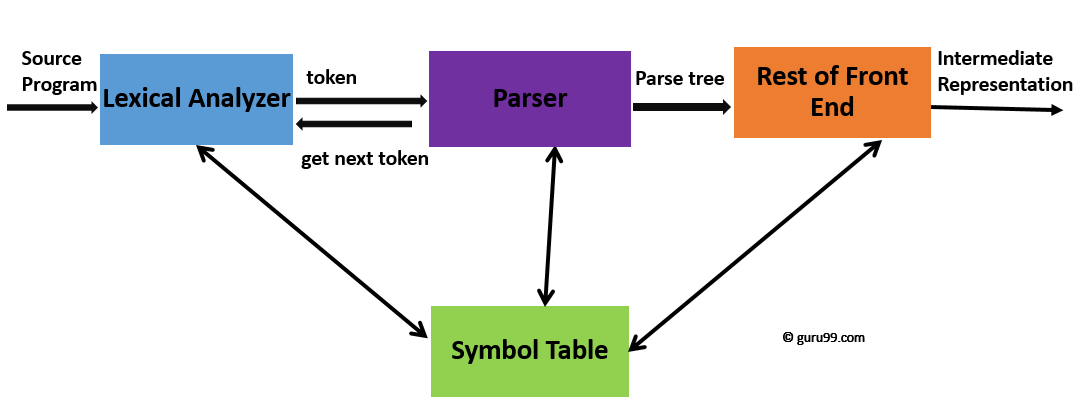 Source
Program
Lexical Analyzer
token
get next token
Parser
Parse tree
Rest of Front
End
Intermediate
Representation
Symbol Table
© guru99.com